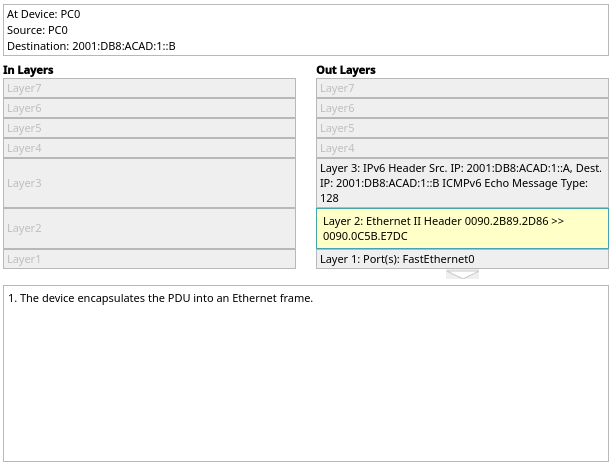 At Device: PC0
Source: PC0
Destination: 2001:DB8:ACAD:1::B
In Layers
Layer7
Layer6
Layer5
Layer4
Layer3
Layer2
Layer1
Out Layers
Layer7
Layer6
Layer5
Layer4
Layer 3: IPv6 Header Src. IP: 2001:DB8:ACAD:1::A, Dest.
IP: 2001:DB8:ACAD:1::B ICMPv6 Echo Message Type:
128
Layer 2: Ethernet II Header 0090.2B89.2D86 >>
0090.0C5B.E7DC
Layer 1: Port(s): FastEthernet0
1. The device encapsulates the PDU into an Ethernet frame.